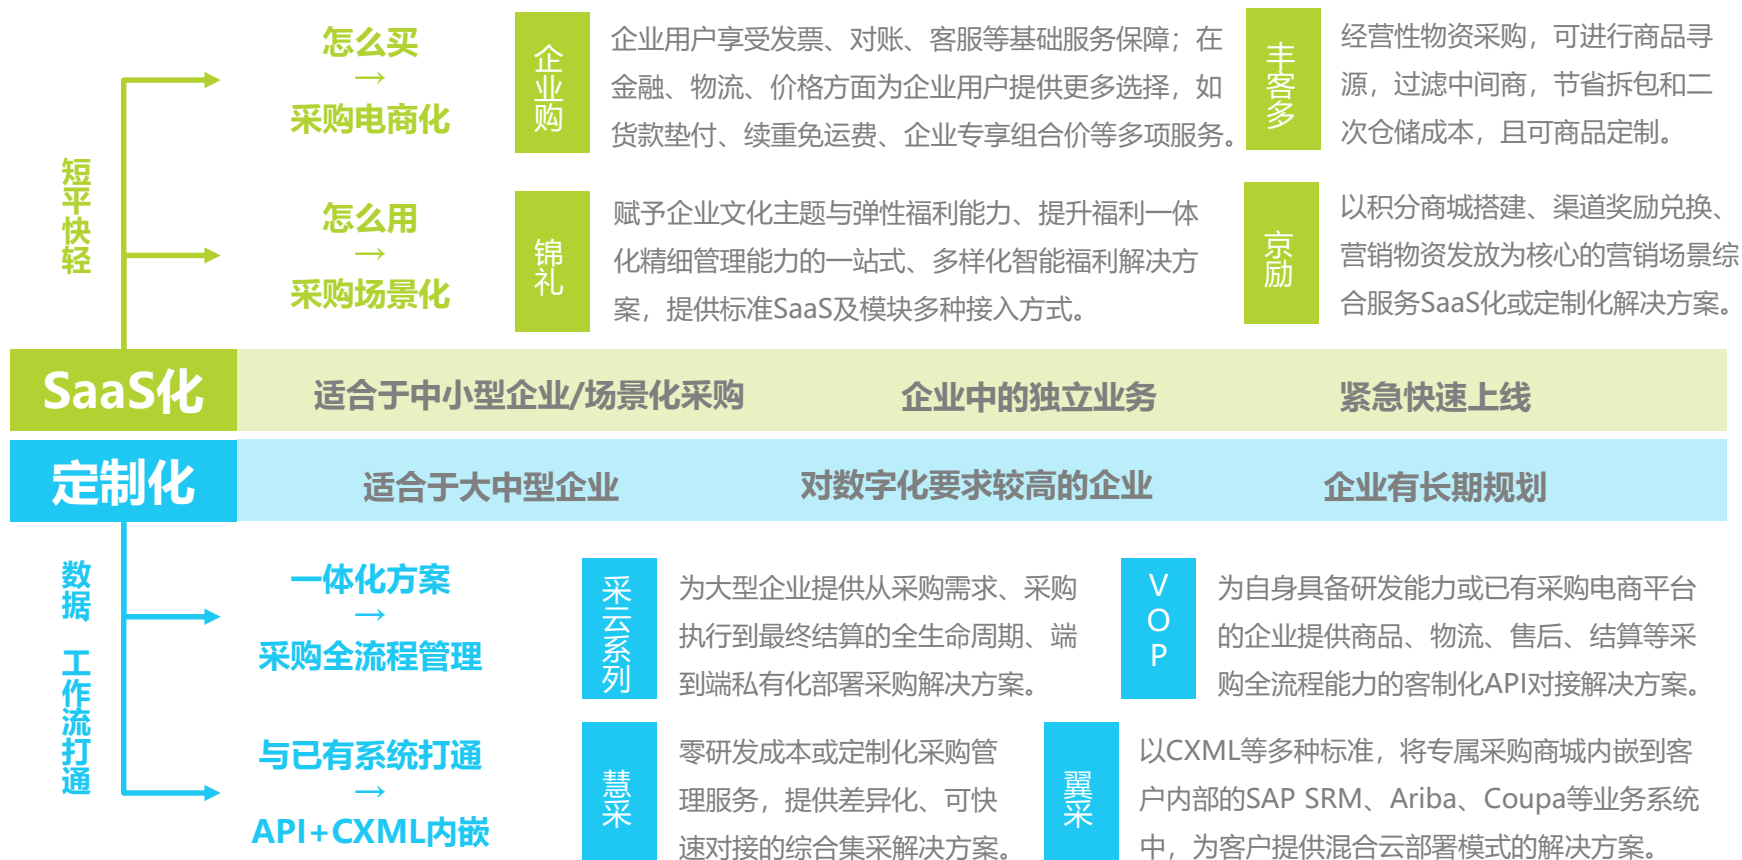 短平快轻
怎么买
→
采购电商化
企业购
企业用户享受发票、对账、客服等基础服务保障；在
金融、物流、价格方面为企业用户提供更多选择，如
货款垫付、续重免运费、企业专享组合价等多项服务。
丰客多
经营性物资采购，可进行商品寻
源，过滤中间商，节省拆包和二
次仓储成本，且可商品定制。
怎么用
→
采购场景化
锦礼
赋予企业文化主题与弹性福利能力、提升福利一体
化精细管理能力的一站式、多样化智能福利解决方
案，提供标准SaaS及模块多种接入方式。
京励
以积分商城搭建、渠道奖励兑换、
营销物资发放为核心的营销场景综
合服务SaaS化或定制化解决方案。
SaaS化
适合于中小型企业/场景化采购
企业中的独立业务
紧急快速上线
定制化
适合于大中型企业
对数字化要求较高的企业
企业有长期规划
数据 工作流打通
一体化方案
→
采购全流程管理
采云系列
为大型企业提供从采购需求、采购
执行到最终结算的全生命周期、端
到端私有化部署采购解决方案。
VOP
为自身具备研发能力或已有采购电商平台
的企业提供商品、物流、售后、结算等采
购全流程能力的客制化API对接解决方案。
与已有系统打通
→
API+CXML内嵌
慧采
零研发成本或定制化采购管
理服务，提供差异化、可快
速对接的综合集采解决方案。
翼采
以CXML等多种标准，将专属采购商城内嵌到客
户内部的SAP SRM、Ariba、Coupa等业务系统
中，为客户提供混合云部署模式的解决方案。